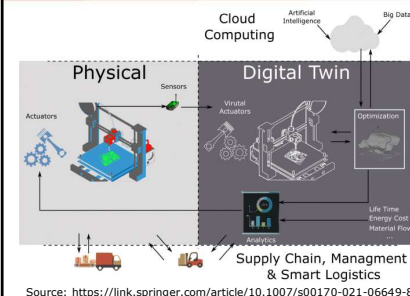 Cloud
Computing
Artificial
Intelligence
Big Data
Physical
Digital Twin
Sensors
Actuators
Virutal
Actuators
Optimization
Analytics
Life Time
Energy Cost
Material Flow
...
Supply Chain, Managment
& Smart Logistics
Source: https://link.springer.com/article/10.1007/s00170-021-06649-8